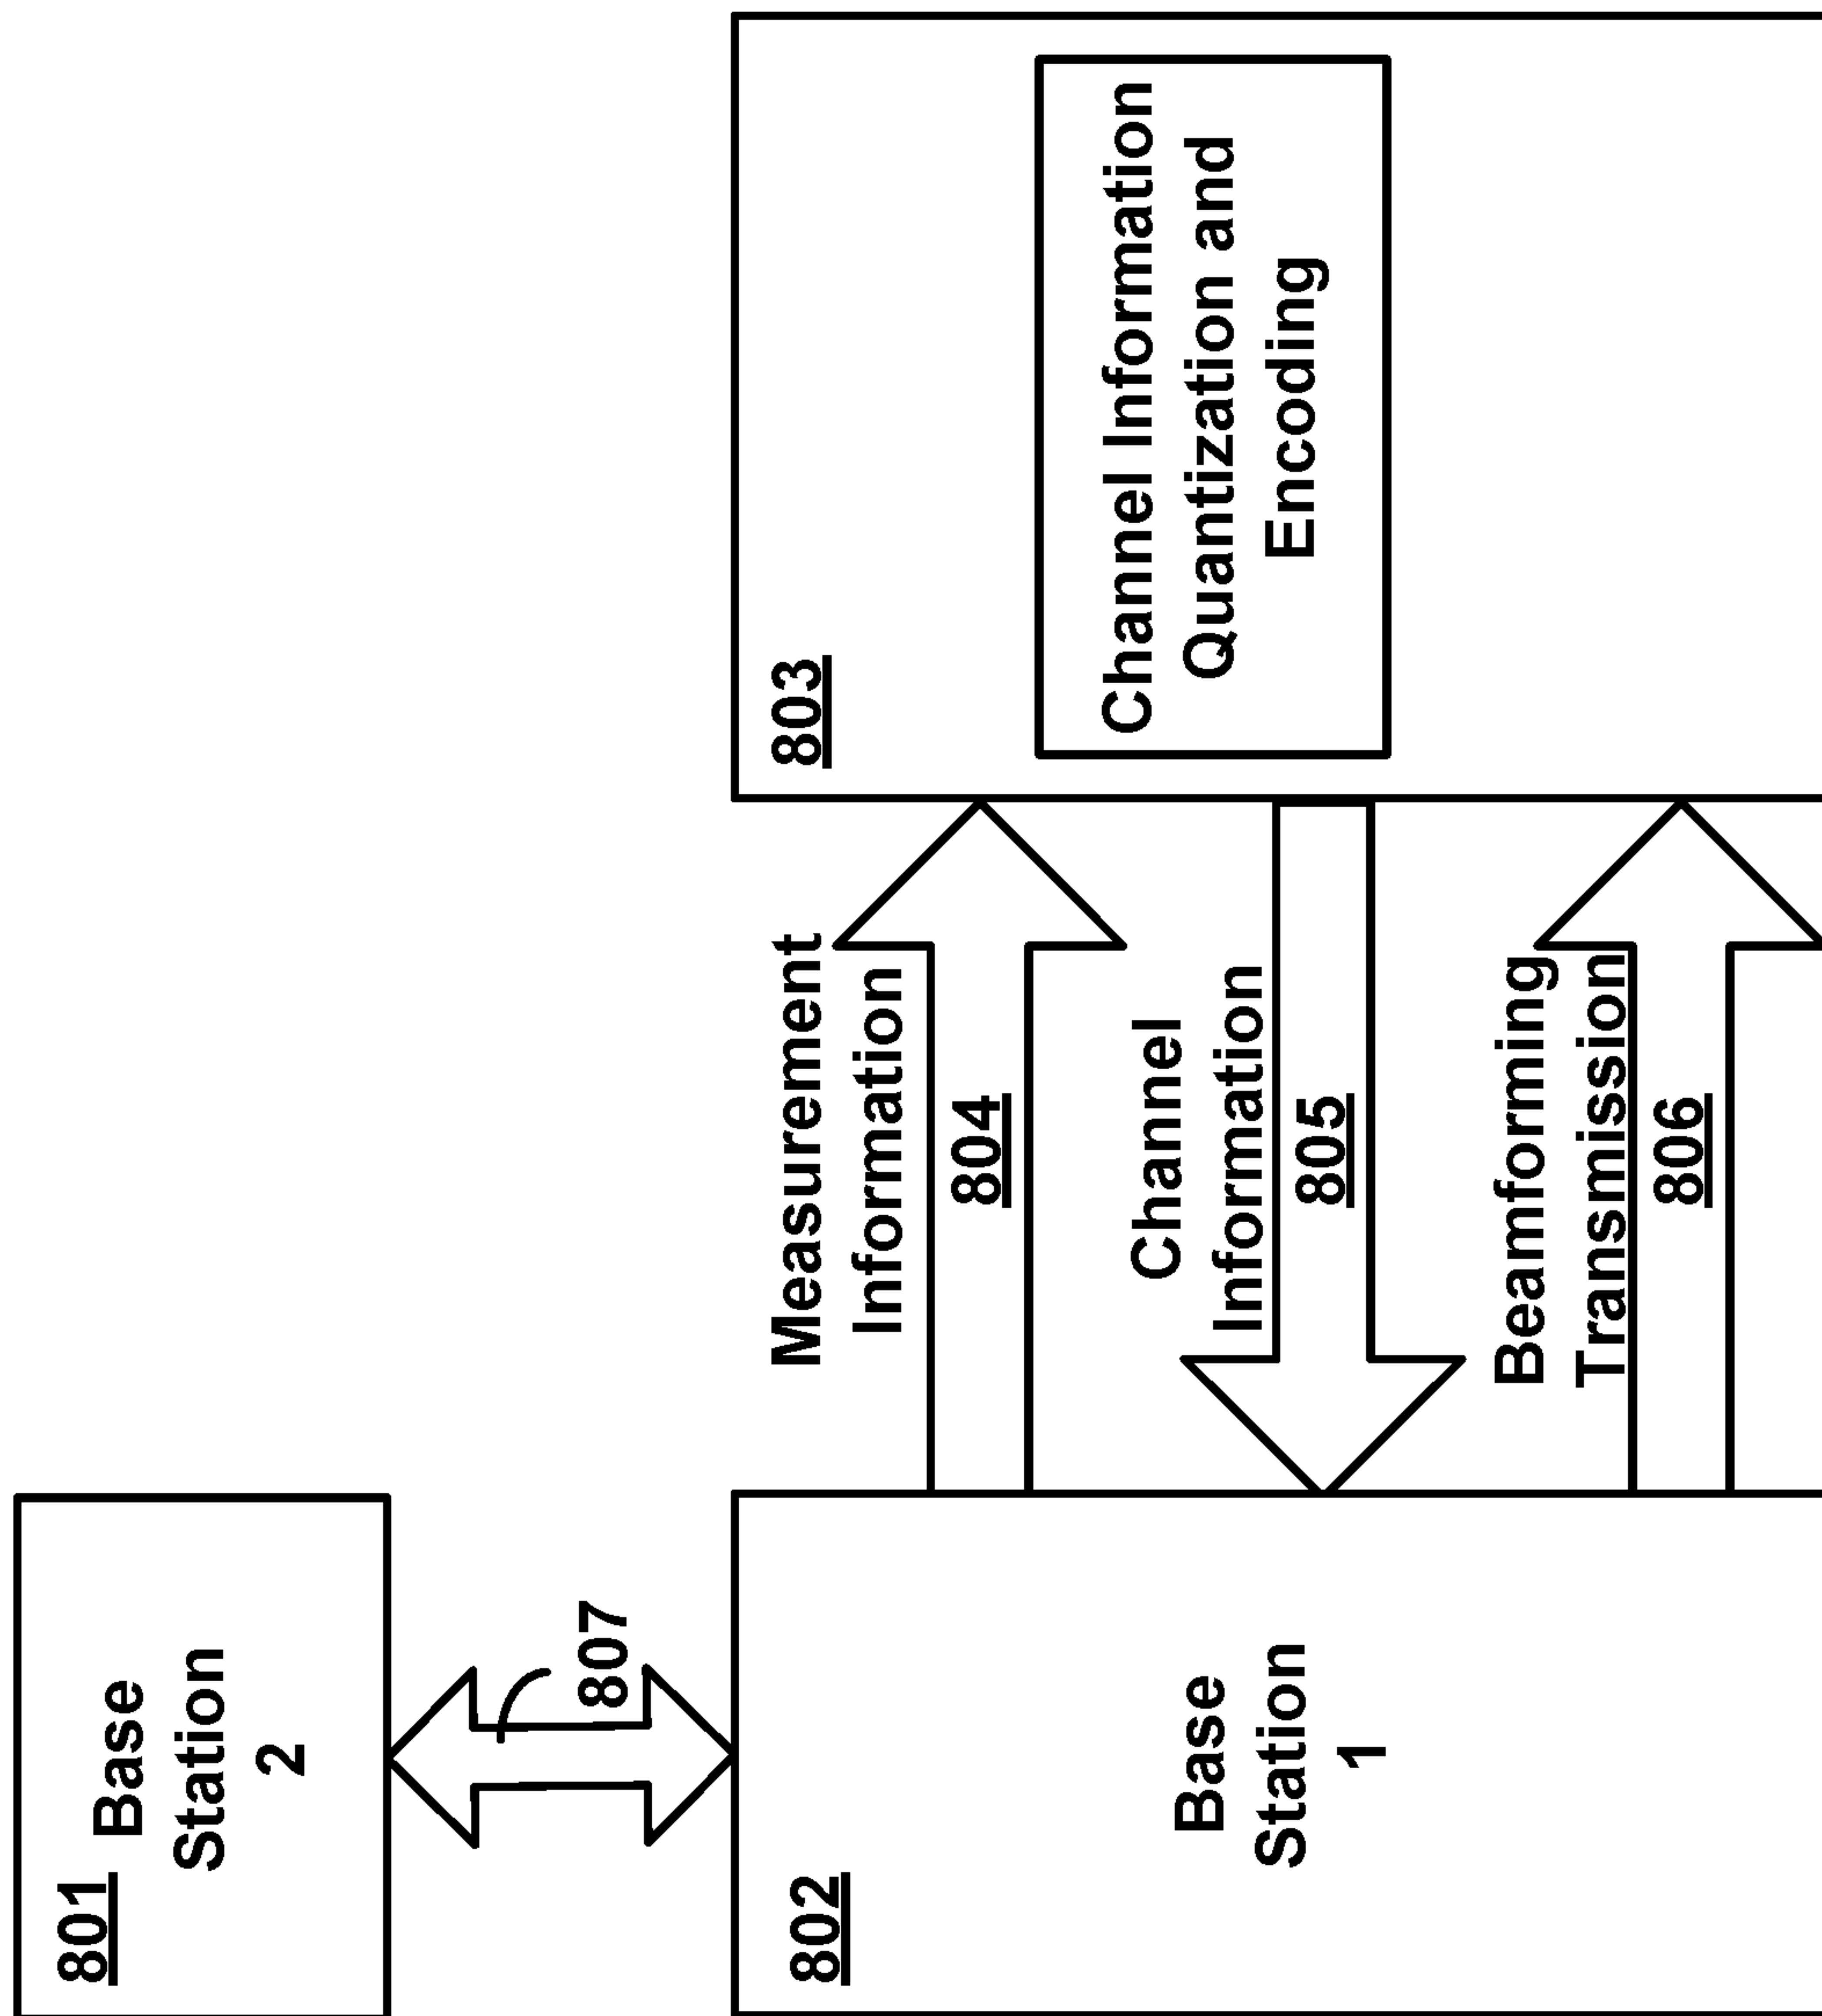 801
Base
Station
2
807
802
Base
Station
1
Measurement
Information
804
Channel
Information
805
Beamforming
Transmission
806
803
Channel Information
Quantization and
Encoding